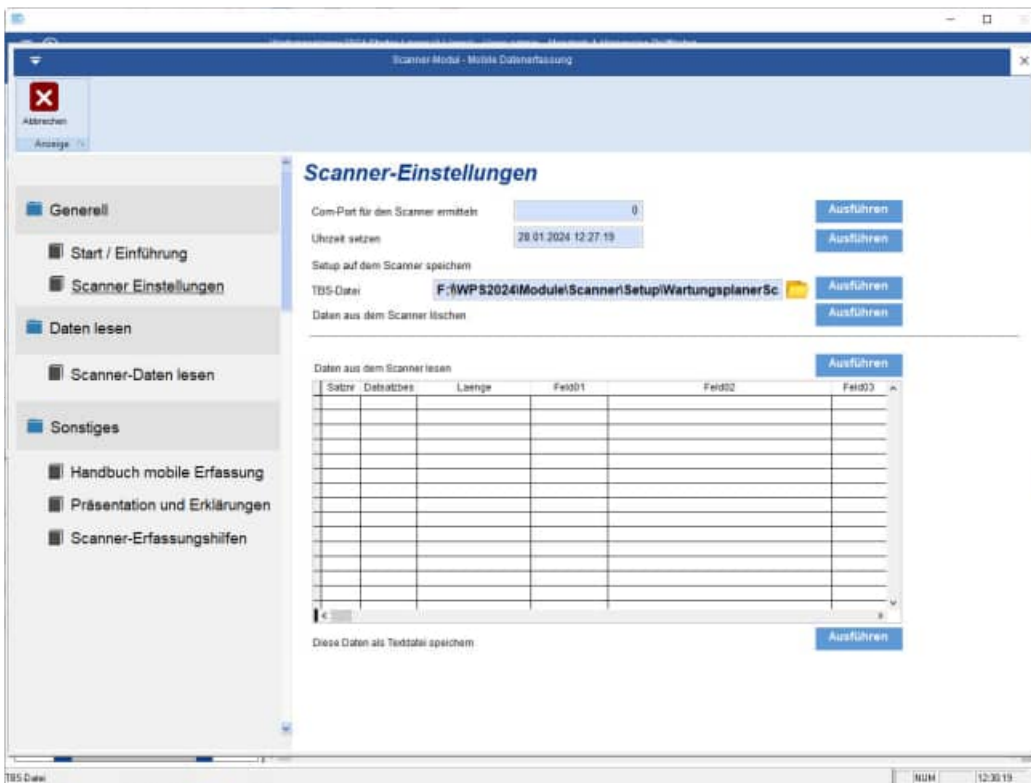 Scanner-Modul - Mobile Datenerfassung
Abbrechen
Anzeige
Generell
Start / Einführung
Scanner Einstellungen
Daten lesen
Scanner-Daten lesen
Sonstiges
Handbuch mobile Erfassung
Präsentation und Erklärungen
Scanner-Erfassungshilfen
Scanner-Einstellungen
Com-Port für den Scanner ermitteln 0 Ausführen
Uhrzeit setzen 28.01.2024 12:27:19 Ausführen
Setup auf dem Scanner speichern
TBS-Datei F:\WPS2024\Module\Scanner\Setup\WartungsplanerSc Ausführen
Daten aus dem Scanner löschen Ausführen
Daten aus dem Scanner lesen Ausführen
Satznr Datsatzbes Laenge Feld01 Feld02 Feld03
Diese Daten als Textdatei speichern Ausführen
TBS-Datei NUM 12:30:19